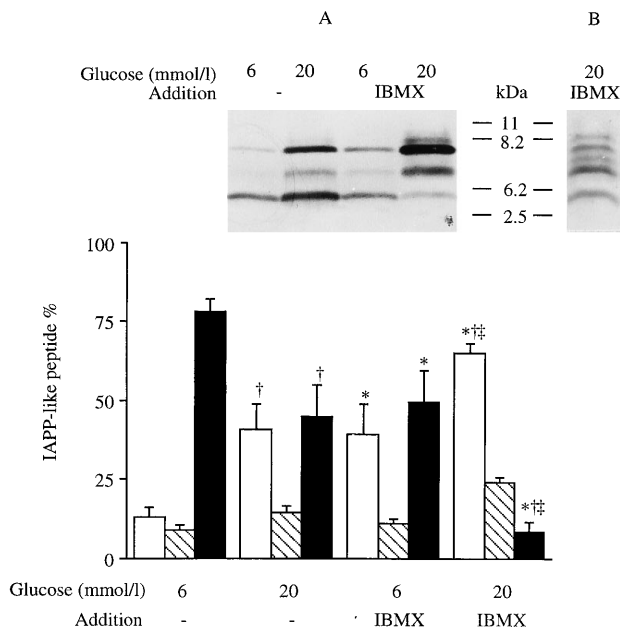 A B
Glucose (mmol/l) 6 20 6 20 20
Addition - IBMX kDa IBMX
11
8.2
6.2
2.5
100
75
50
25
0
IAPP-like peptide %
† † * * *†‡ *†‡
Glucose (mmol/l) 6 20 6 20
Addition - - IBMX IBMX